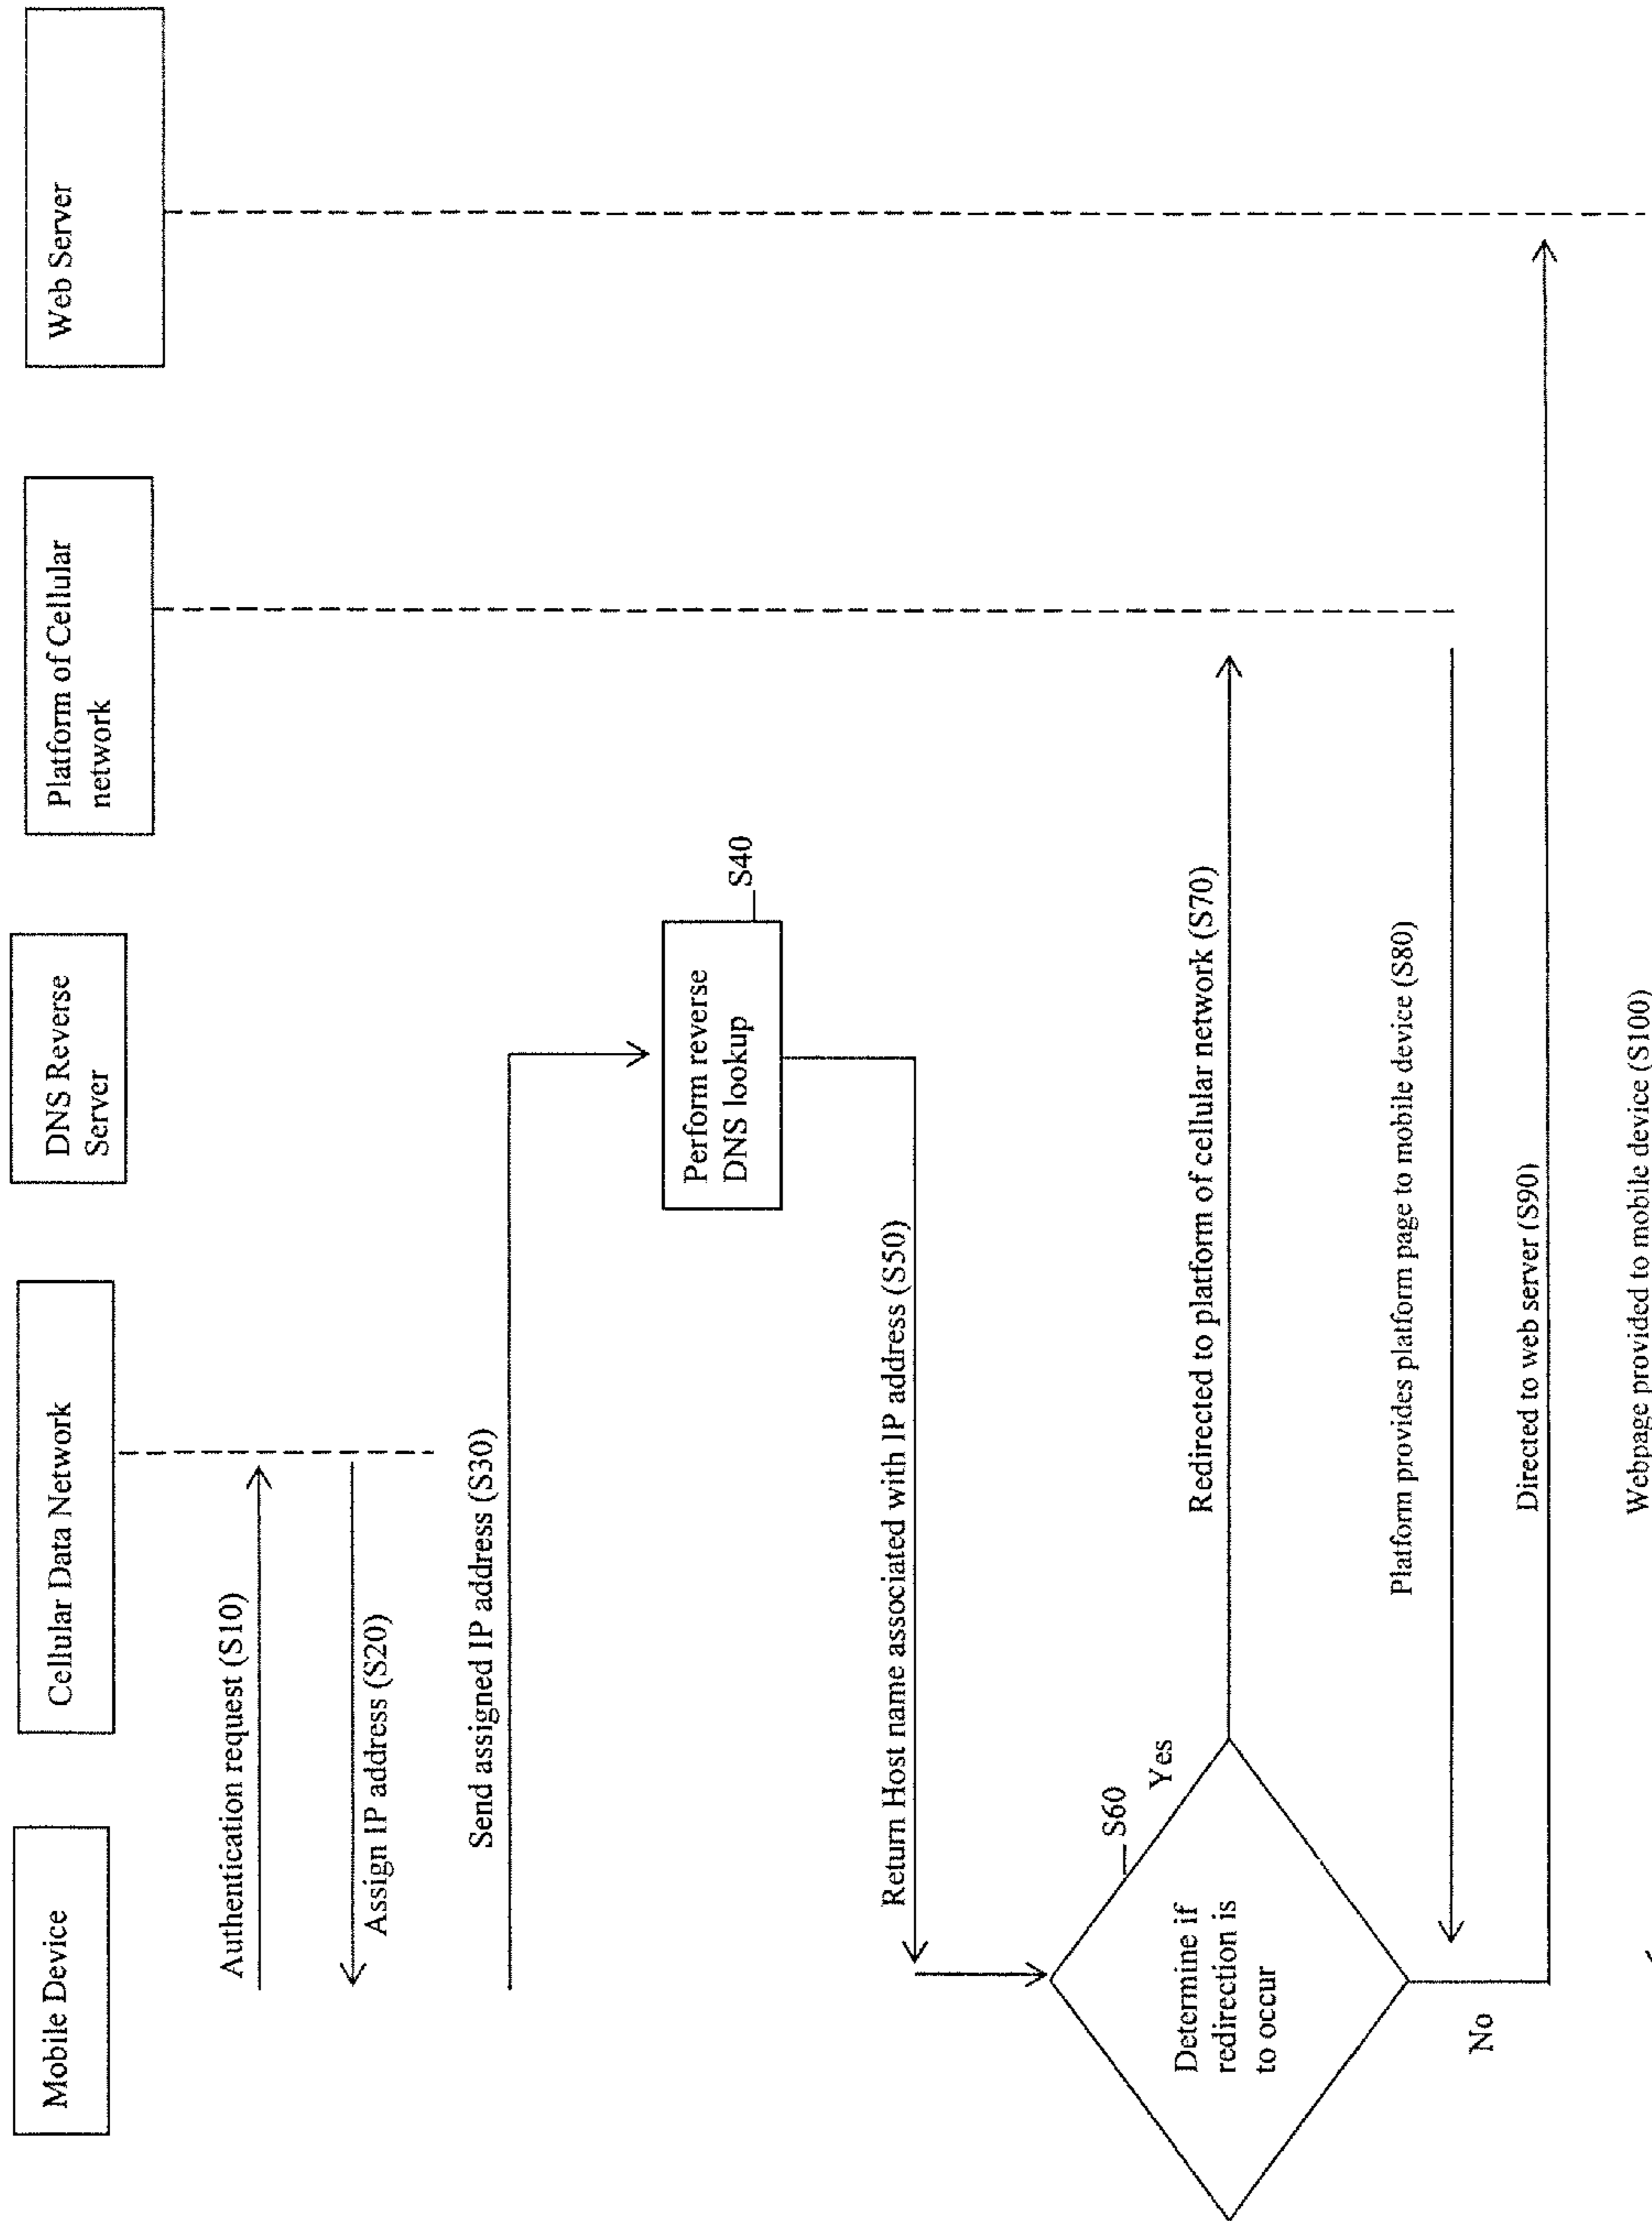 Mobile Device
Cellular Data Network
DNS Reverse
Server
Platform of Cellular
network
Web Server
Authentication request (S10)
Assign IP address (S20)
Send assigned IP address (S30)
Perform reverse
DNS lookup
S40
Return Host name associated with IP address (S50)
Determine if
redirection is
to occur
S60
Yes
Redirected to platform of cellular network (S70)
Platform provides platform page to mobile device (S80)
No
Directed to web server (S90)
Webpage provided to mobile device (S100)